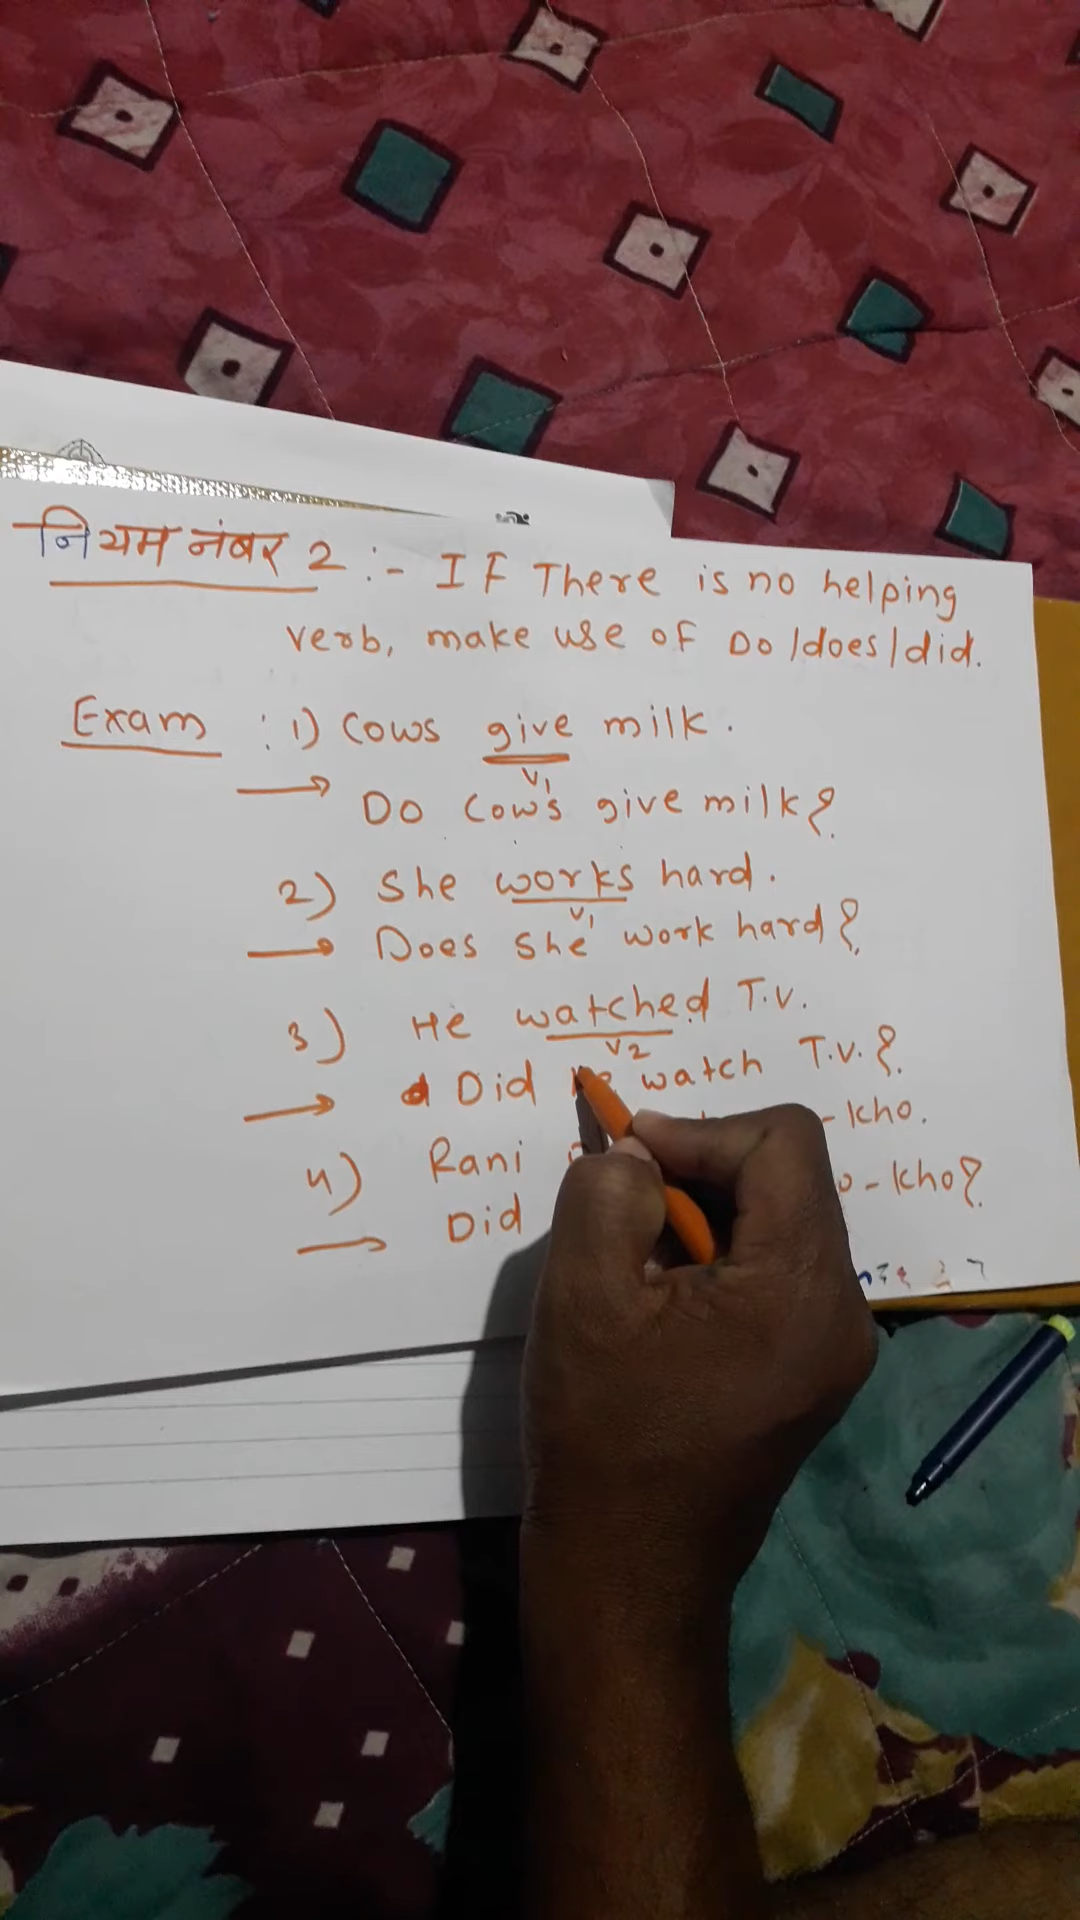 नियम नंबर 2 :- IF There is no helping
verb, make use of Do/does/did.
Exam : 1) Cows give milk.
V1
→ Do Cows give milk?
2) She works hard.
V1
→ Does She work hard?
3) He watched T.V.
V2
→ Did he watch T.V.?
4) Rani -kho.
→ Did -kho?